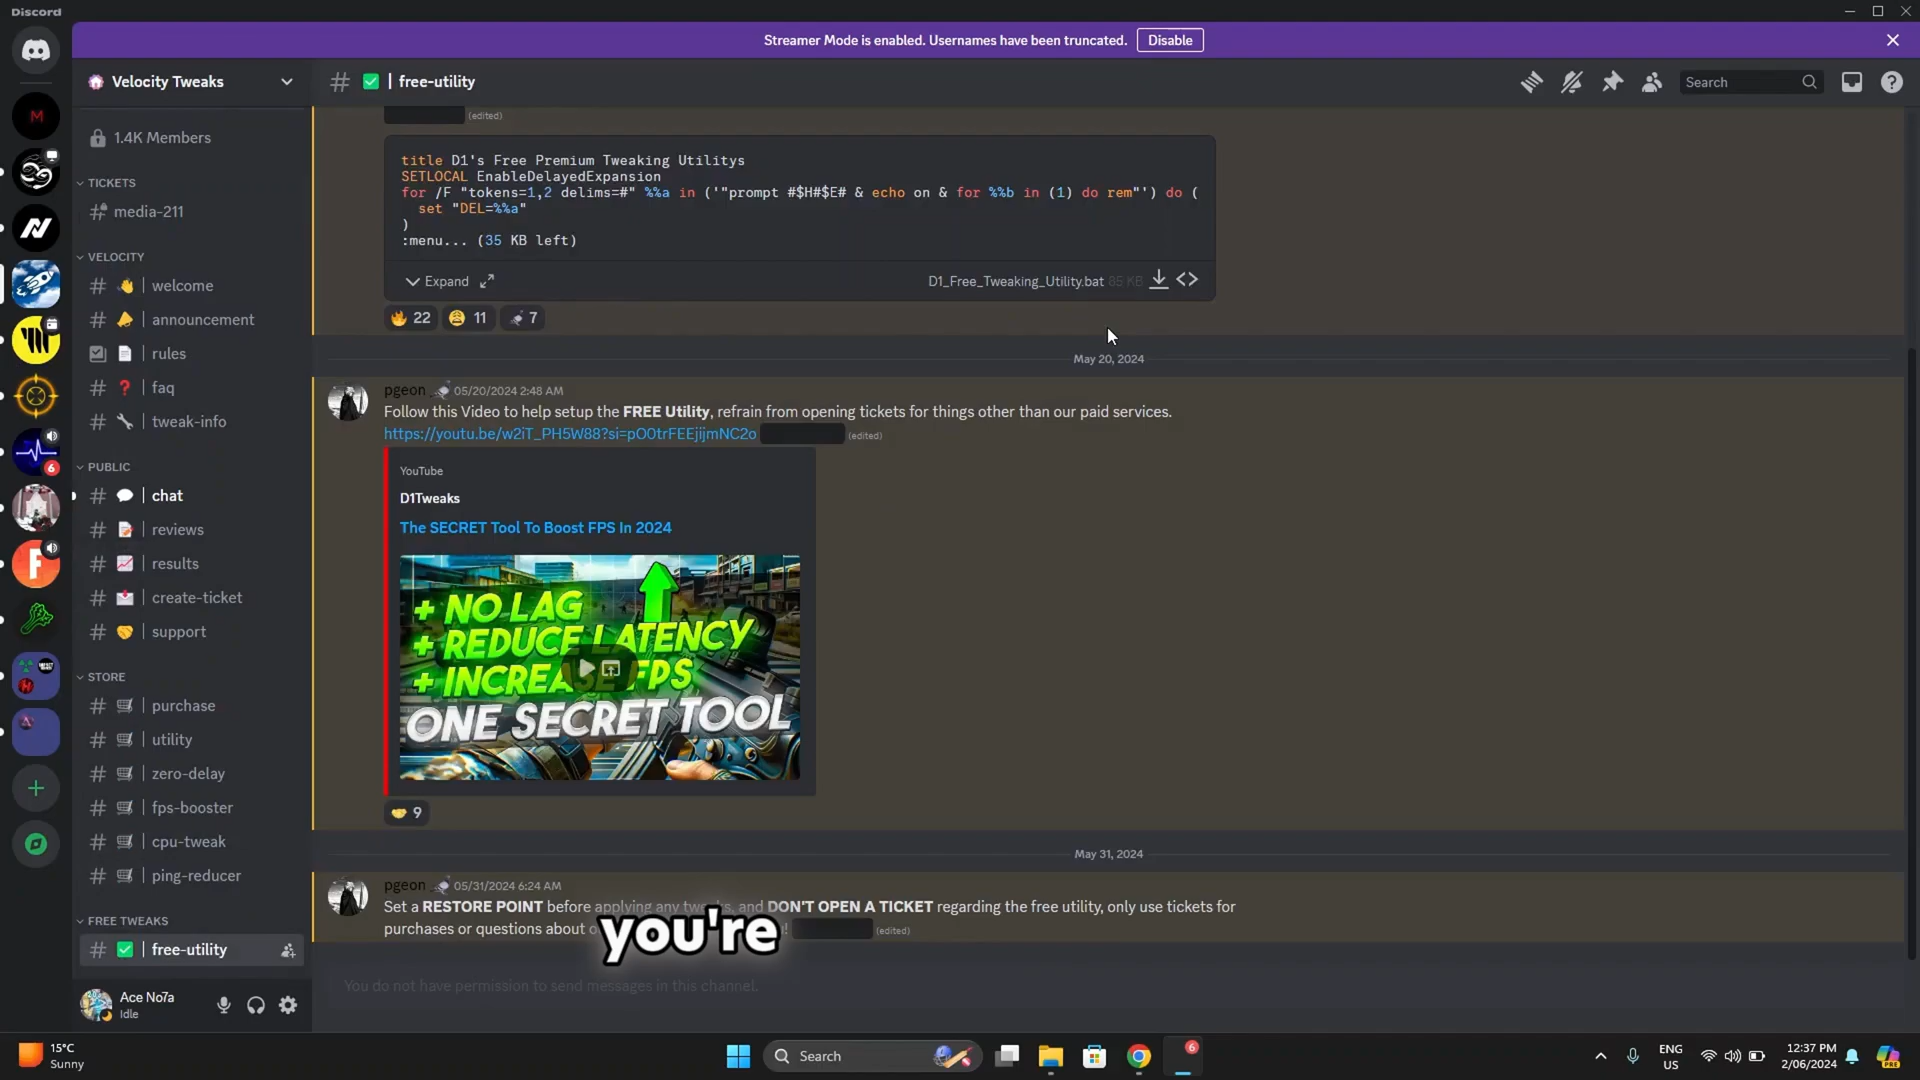 Discord
Streamer Mode is enabled. Usernames have been truncated.
Disable
Velocity Tweaks
| free-utility
Search
1.4K Members
TICKETS
media-211
VELOCITY
| welcome
| announcement
| rules
| faq
| tweak-info
PUBLIC
| chat
| reviews
| results
| create-ticket
| support
STORE
| purchase
| utility
| zero-delay
| fps-booster
| cpu-tweak
| ping-reducer
FREE TWEAKS
| free-utility
Ace No7a
Idle
(edited)
title D1's Free Premium Tweaking Utilitys
SETLOCAL EnableDelayedExpansion
for /F "tokens=1,2 delims=#" %%a in ('"prompt #$H#$E# & echo on & for %%b in (1) do rem"') do (
set "DEL=%%a"
)
:menu... (35 KB left)
Expand
D1_Free_Tweaking_Utility.bat 85 KB
22
11
7
May 20, 2024
pgeon 05/20/2024 2:48 AM
Follow this Video to help setup the FREE Utility, refrain from opening tickets for things other than our paid services.
https://youtu.be/w2iT_PH5W88?si=pO0trFEEjijmNC2o (edited)
YouTube
D1Tweaks
The SECRET Tool To Boost FPS In 2024
+ NO LAG
+ REDUCE LATENCY
+ INCREASE FPS
ONE SECRET TOOL
9
May 31, 2024
pgeon 05/31/2024 6:24 AM
Set a RESTORE POINT before applying any tweaks, and DON'T OPEN A TICKET regarding the free utility, only use tickets for
purchases or questions about
(edited)
you're
You do not have permission to send messages in this channel.
15°C
Sunny
Search
6
6
ENG
US
12:37 PM
2/06/2024
PRE